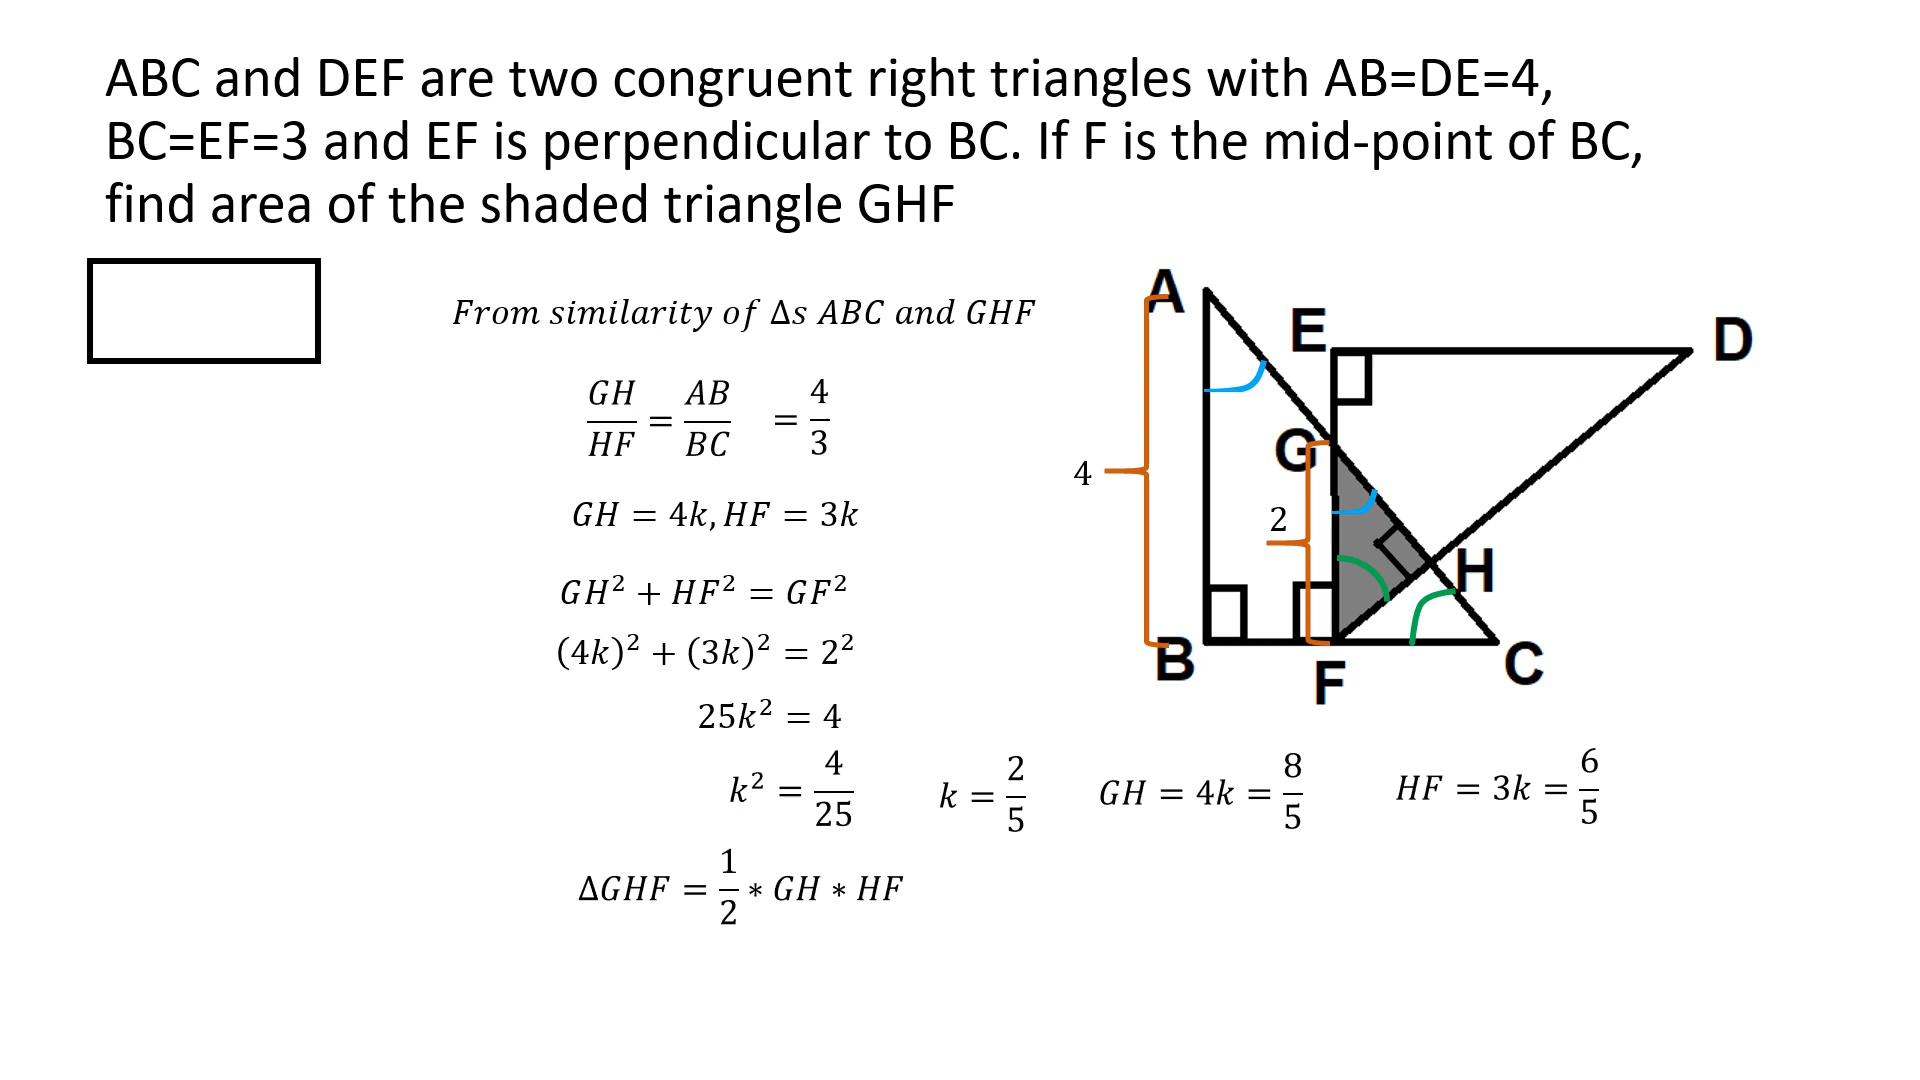 ABC and DEF are two congruent right triangles with AB=DE=4,
BC=EF=3 and EF is perpendicular to BC. If F is the mid-point of BC,
find area of the shaded triangle GHF
From similarity of Δs ABC and GHF
GH/HF = AB/BC = 4/3
GH = 4k, HF = 3k
GH² + HF² = GF²
(4k)² + (3k)² = 2²
25k² = 4
k² = 4/25 k = 2/5 GH = 4k = 8/5 HF = 3k = 6/5
ΔGHF = 1/2 * GH * HF
A
E
D
G
4
2
H
B
F
C